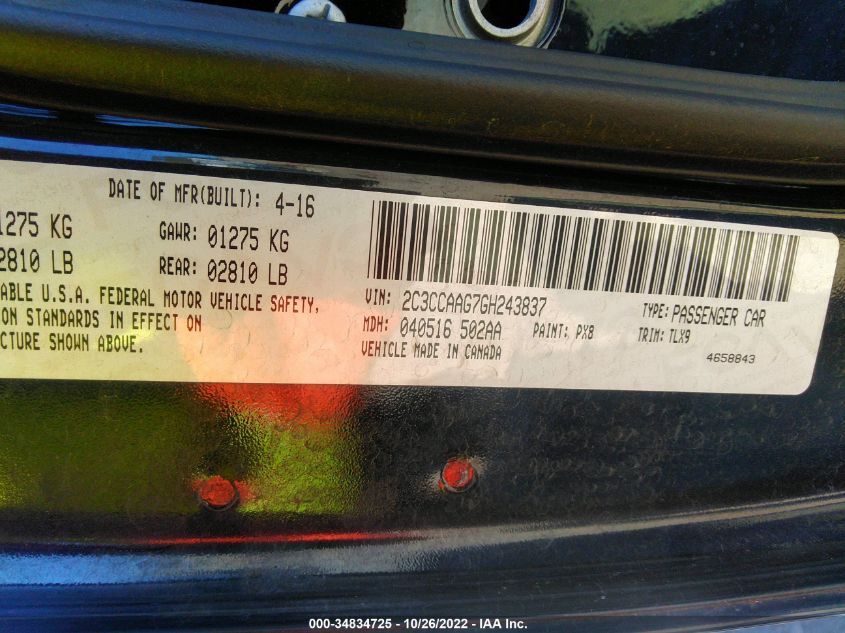 DATE OF MFR(BUILT): 4-16
1275 KG GAWR: 01275 KG
2810 LB REAR: 02810 LB
ABLE U.S.A. FEDERAL MOTOR VEHICLE SAFETY,
ION STANDARDS IN EFFECT ON
ACTURE SHOWN ABOVE.
VIN: 2C3CCAAG7GH243837 TYPE: PASSENGER CAR
MDH: 040516 502AA PAINT: PX8 TRIM: TLX9
VEHICLE MADE IN CANADA 4658843
000-34834725 - 10/26/2022 - IAA Inc.